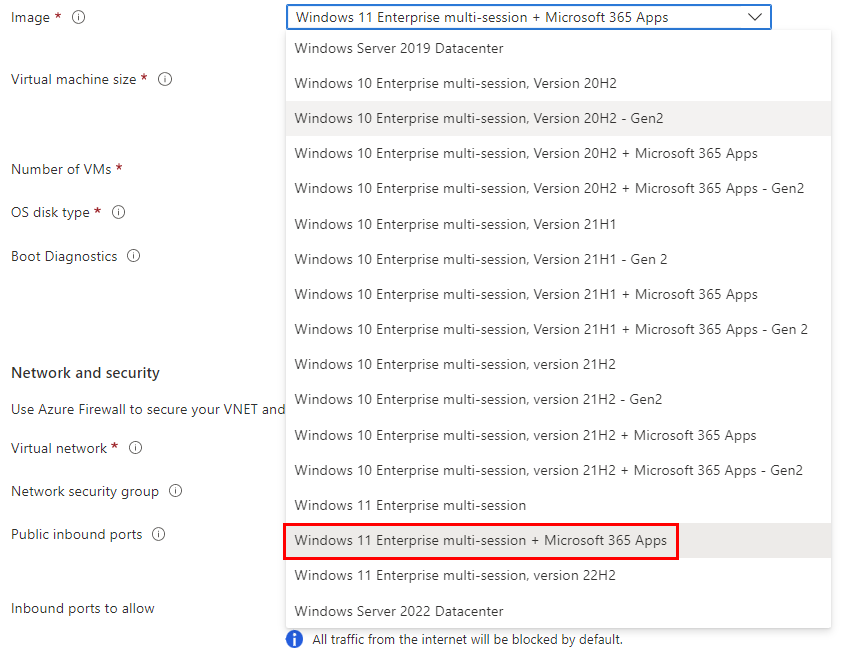 Image *
Windows 11 Enterprise multi-session + Microsoft 365 Apps
Windows Server 2019 Datacenter
Virtual machine size *
Windows 10 Enterprise multi-session, Version 20H2
Windows 10 Enterprise multi-session, Version 20H2 - Gen2
Windows 10 Enterprise multi-session, Version 20H2 + Microsoft 365 Apps
Number of VMs *
Windows 10 Enterprise multi-session, Version 20H2 + Microsoft 365 Apps - Gen2
OS disk type *
Windows 10 Enterprise multi-session, Version 21H1
Boot Diagnostics
Windows 10 Enterprise multi-session, Version 21H1 - Gen 2
Windows 10 Enterprise multi-session, Version 21H1 + Microsoft 365 Apps
Windows 10 Enterprise multi-session, Version 21H1 + Microsoft 365 Apps - Gen 2
Windows 10 Enterprise multi-session, version 21H2
Network and security
Windows 10 Enterprise multi-session, version 21H2 - Gen2
Use Azure Firewall to secure your VNET and
Windows 10 Enterprise multi-session, version 21H2 + Microsoft 365 Apps
Virtual network *
Windows 10 Enterprise multi-session, version 21H2 + Microsoft 365 Apps - Gen2
Network security group
Windows 11 Enterprise multi-session
Public inbound ports
Windows 11 Enterprise multi-session + Microsoft 365 Apps
Windows 11 Enterprise multi-session, version 22H2
Inbound ports to allow
Windows Server 2022 Datacenter
All traffic from the internet will be blocked by default.